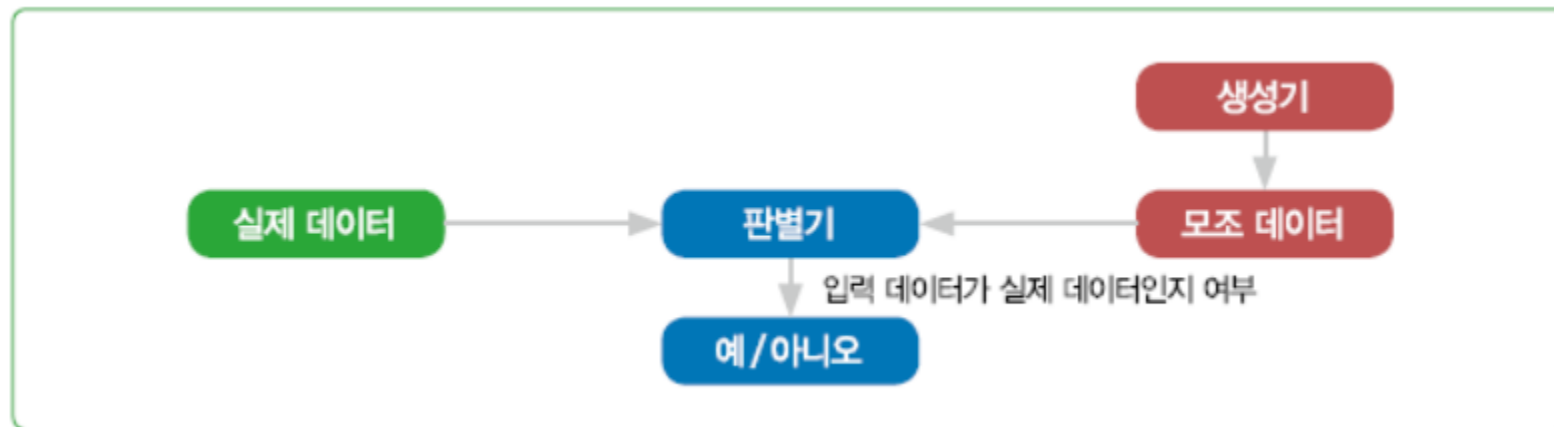 생성기
실제 데이터
판별기
모조 데이터
입력 데이터가 실제 데이터인지 여부
예/아니오